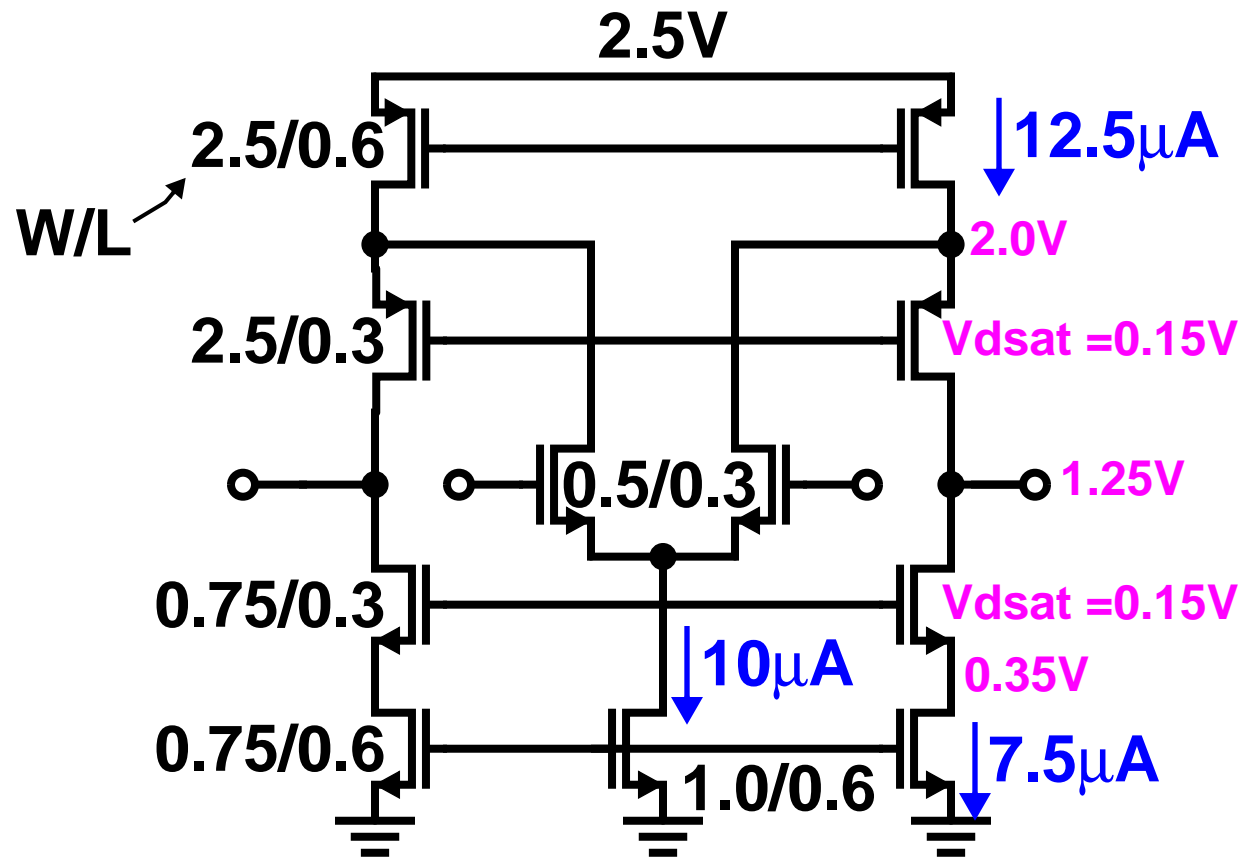 2.5V
2.5/0.6
12.5μA
W/L
2.0V
2.5/0.3
Vdsat =0.15V
0.5/0.3
1.25V
0.75/0.3
Vdsat =0.15V
10μA
0.35V
0.75/0.6
1.0/0.6
7.5μA